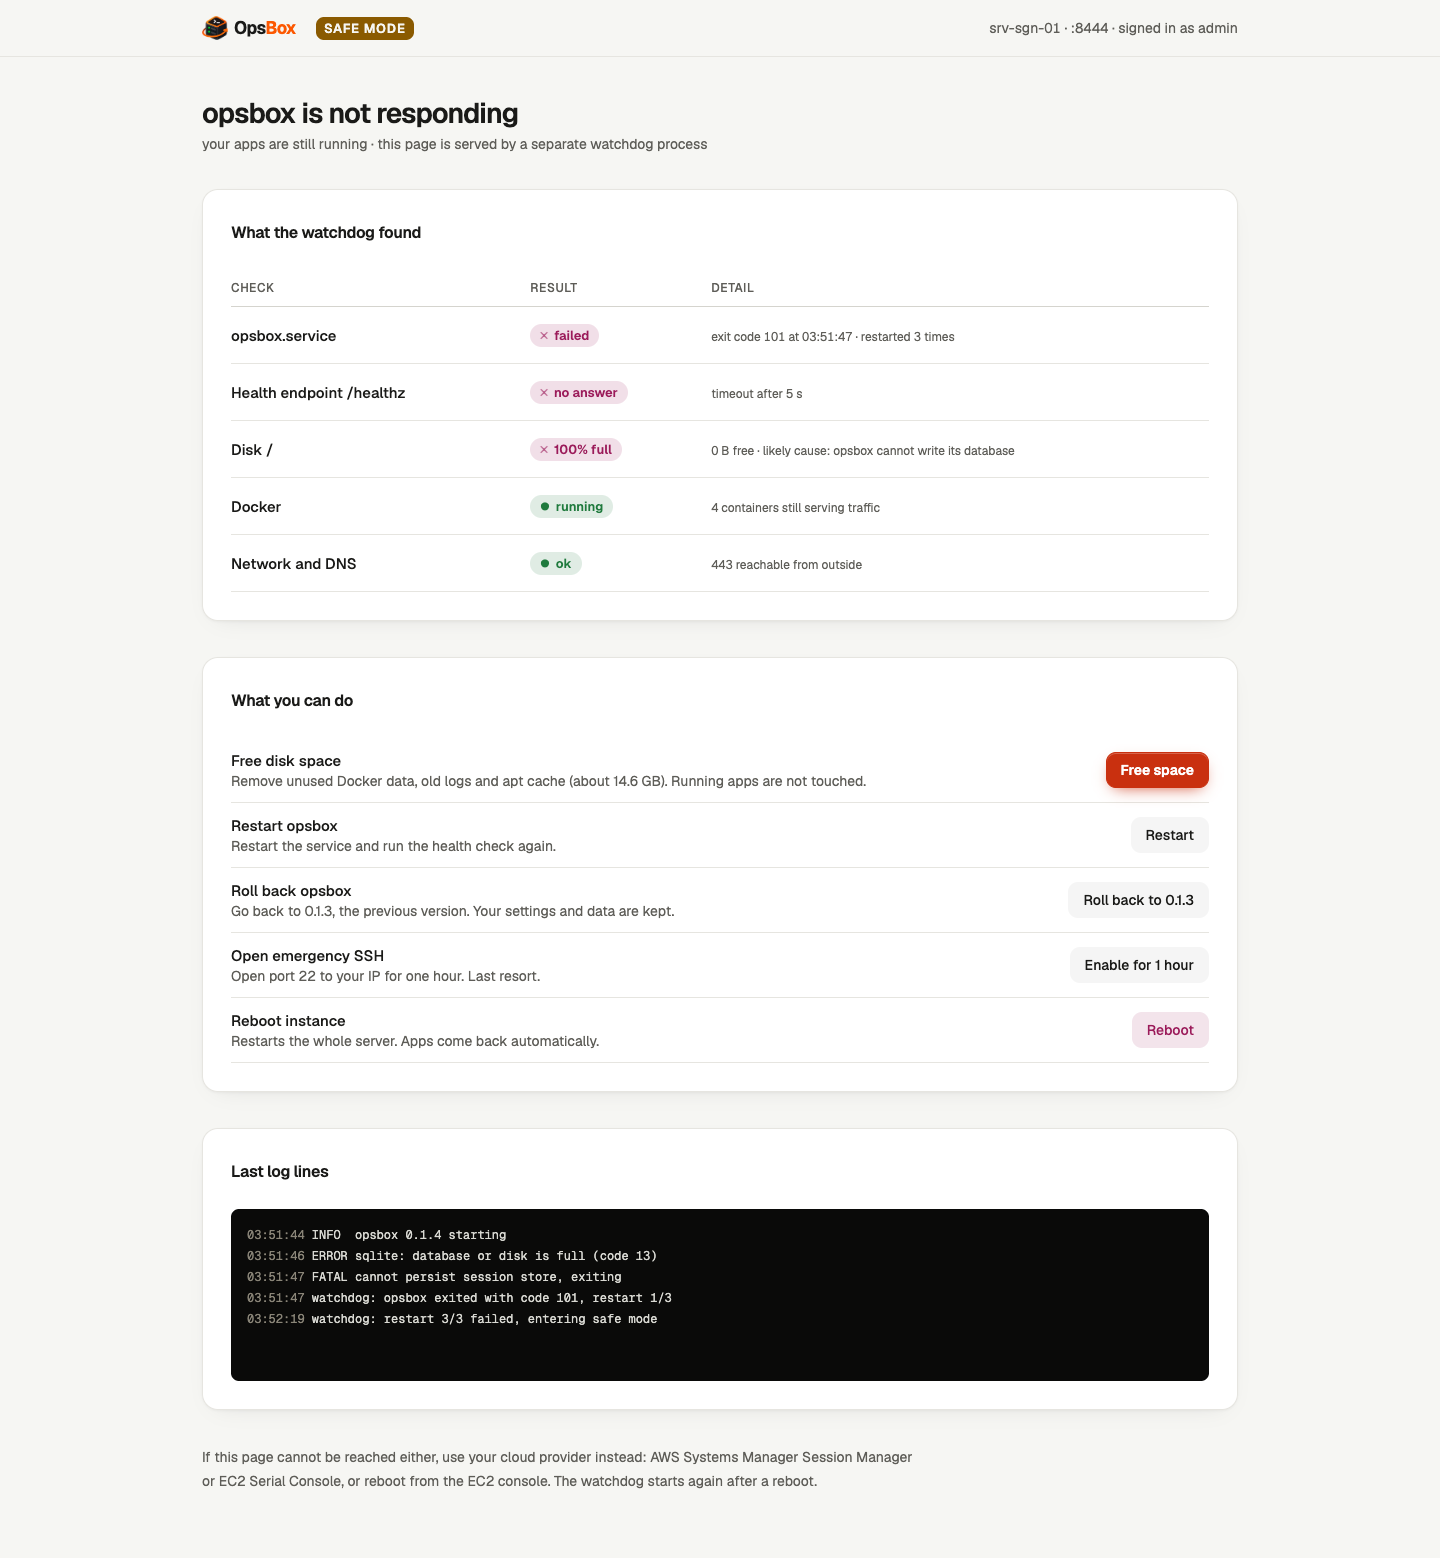 OpsBox SAFE MODE srv-sgn-01 · :8444 · signed in as admin
opsbox is not responding
your apps are still running · this page is served by a separate watchdog process
What the watchdog found
CHECK RESULT DETAIL
opsbox.service × failed exit code 101 at 03:51:47 · restarted 3 times
Health endpoint /healthz × no answer timeout after 5 s
Disk / × 100% full 0 B free · likely cause: opsbox cannot write its database
Docker ● running 4 containers still serving traffic
Network and DNS ● ok 443 reachable from outside
What you can do
Free disk space
Remove unused Docker data, old logs and apt cache (about 14.6 GB). Running apps are not touched.
Free space
Restart opsbox
Restart the service and run the health check again.
Restart
Roll back opsbox
Go back to 0.1.3, the previous version. Your settings and data are kept.
Roll back to 0.1.3
Open emergency SSH
Open port 22 to your IP for one hour. Last resort.
Enable for 1 hour
Reboot instance
Restarts the whole server. Apps come back automatically.
Reboot
Last log lines
03:51:44 INFO  opsbox 0.1.4 starting
03:51:46 ERROR sqlite: database or disk is full (code 13)
03:51:47 FATAL cannot persist session store, exiting
03:51:47 watchdog: opsbox exited with code 101, restart 1/3
03:52:19 watchdog: restart 3/3 failed, entering safe mode
If this page cannot be reached either, use your cloud provider instead: AWS Systems Manager Session Manager
or EC2 Serial Console, or reboot from the EC2 console. The watchdog starts again after a reboot.